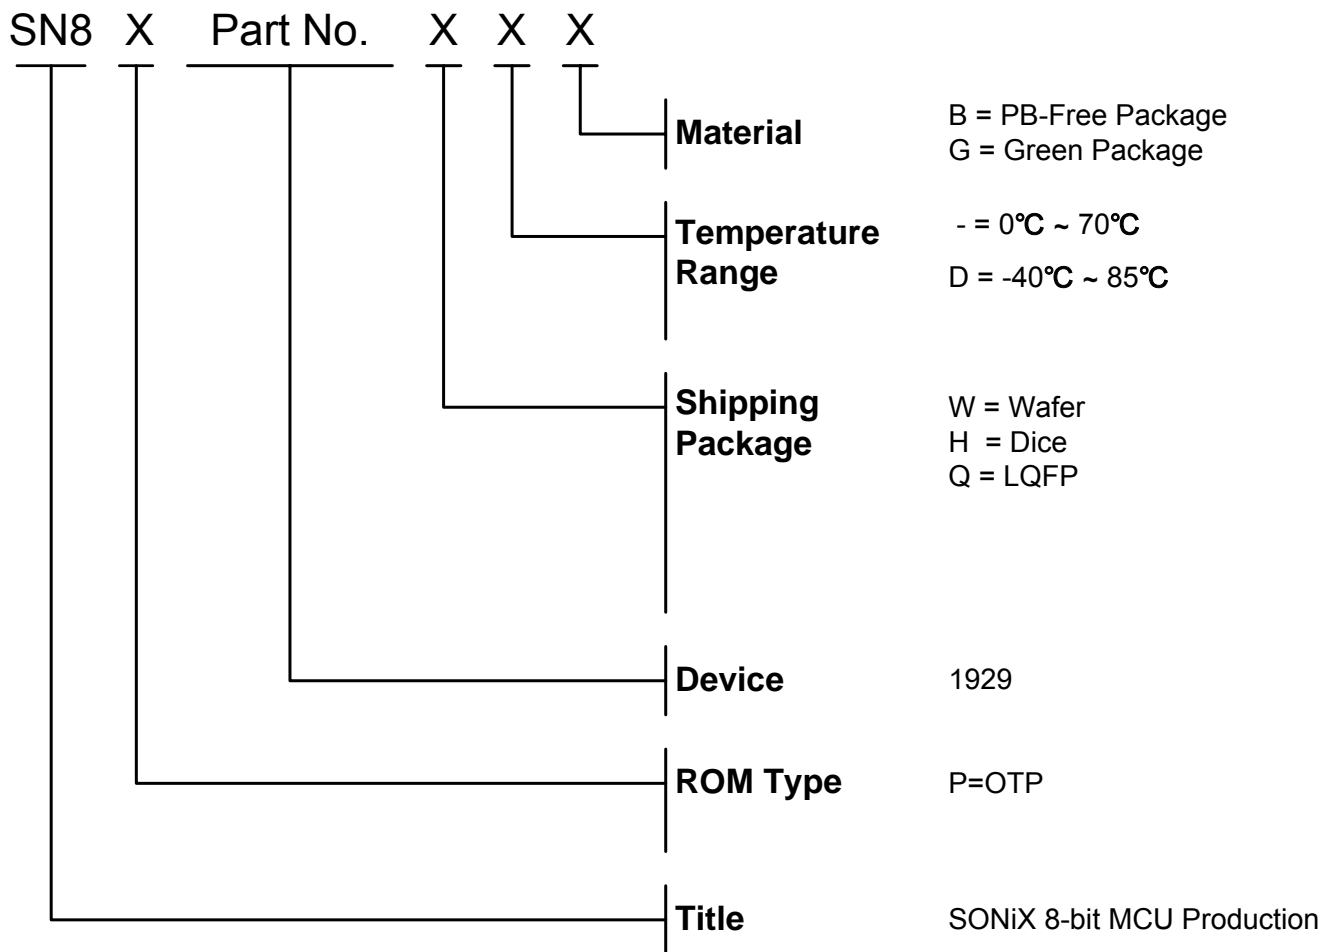 SN8 X Part No. X X X
Material
B = PB-Free Package
G = Green Package
Temperature
Range
- = 0℃ ~ 70℃
D = -40℃ ~ 85℃
Shipping
Package
W = Wafer
H = Dice
Q = LQFP
Device
1929
ROM Type
P=OTP
Title
SONiX 8-bit MCU Production